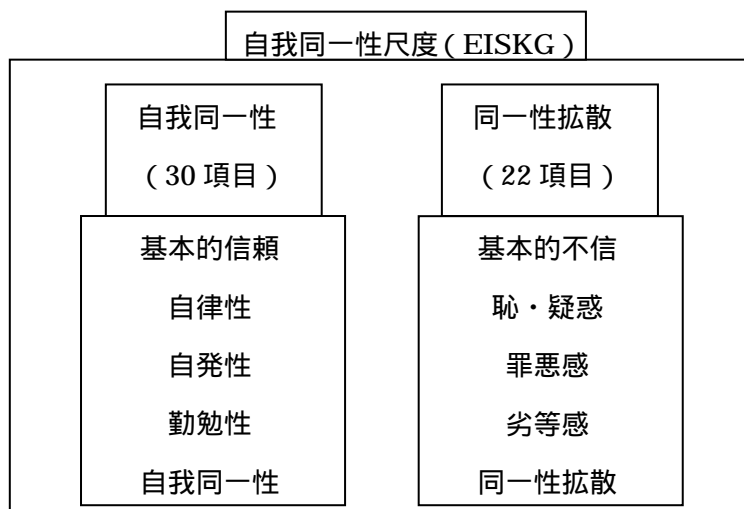 自我同一性尺度(EISKG)
自我同一性
(30 項目)
基本的信頼
自律性
自発性
勤勉性
自我同一性
同一性拡散
(22 項目)
基本的不信
恥・疑惑
罪悪感
劣等感
同一性拡散